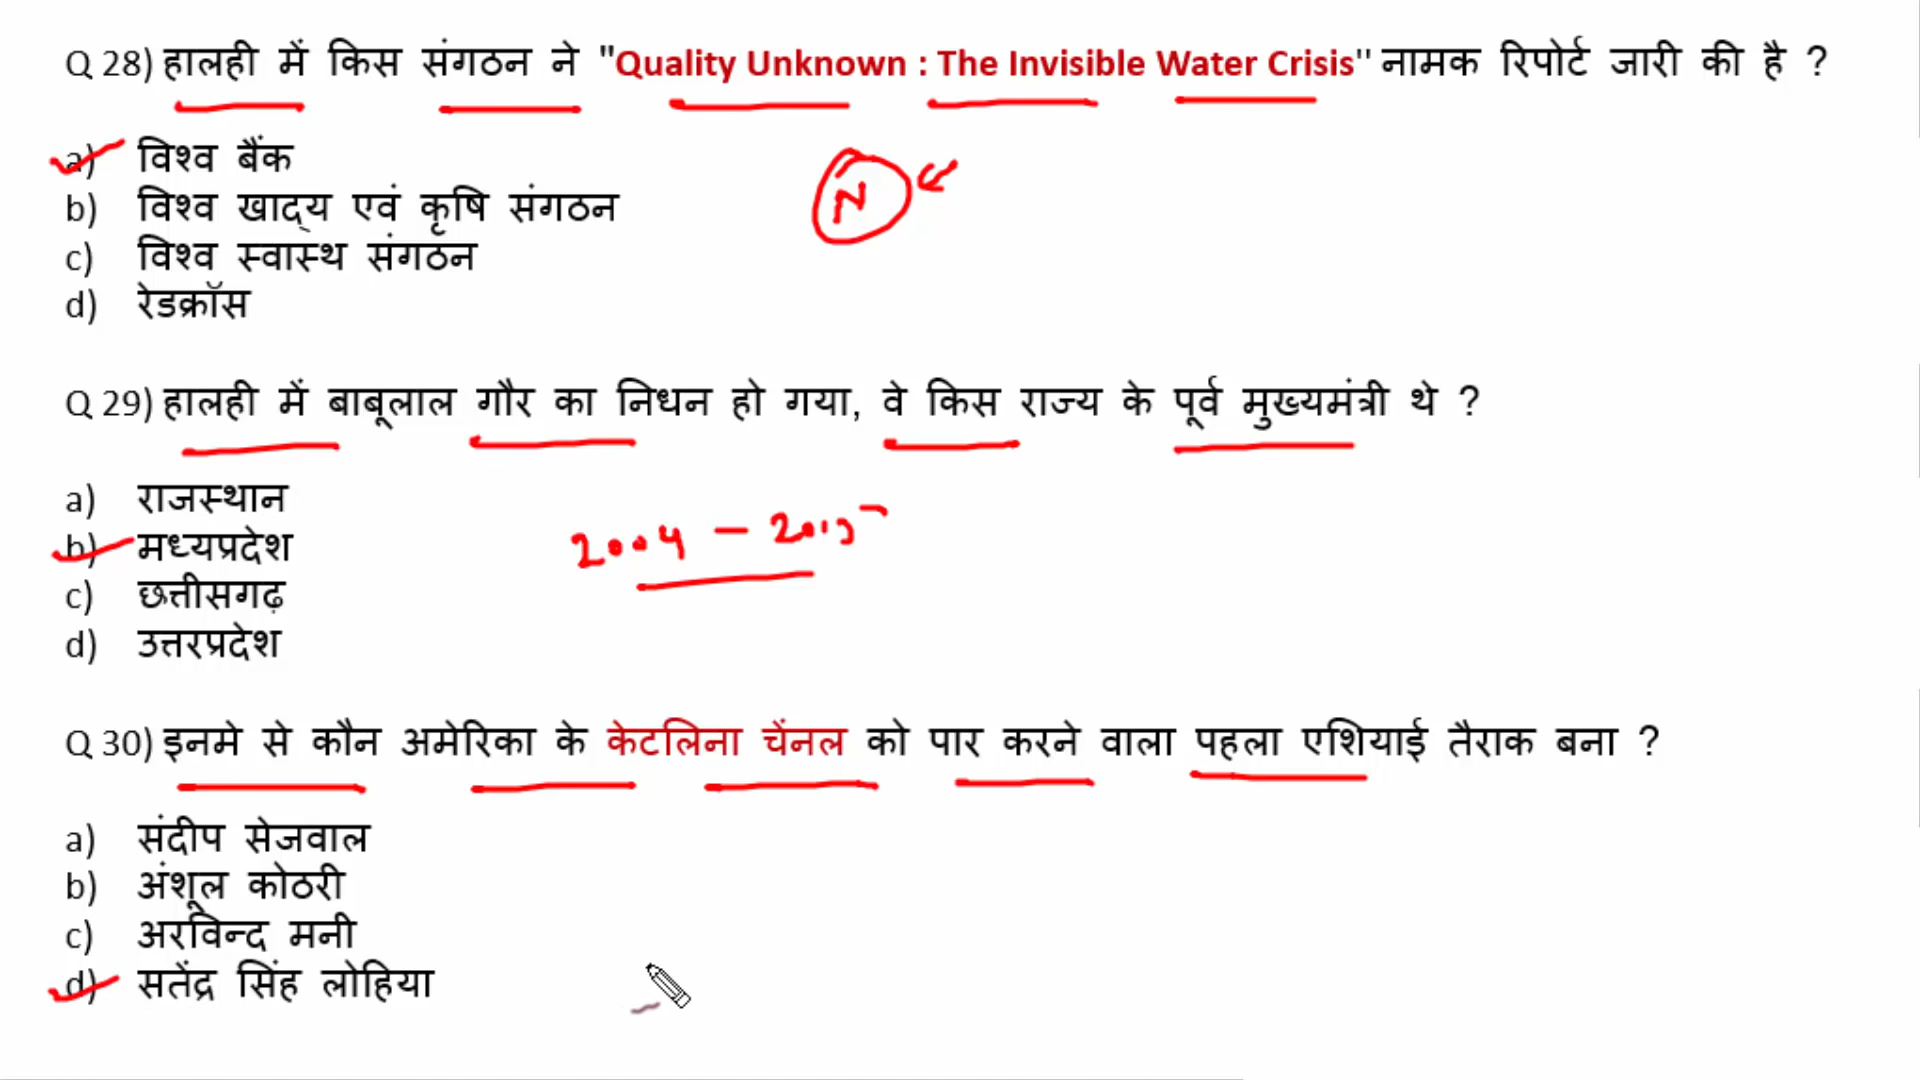 Q 28) हालही में किस संगठन ने "Quality Unknown : The Invisible Water Crisis" नामक रिपोर्ट जारी की है ?
a) विश्व बैंक
b) विश्व खाद्य एवं कृषि संगठन
c) विश्व स्वास्थ संगठन
d) रेडक्रॉस
N
Q 29) हालही में बाबूलाल गौर का निधन हो गया, वे किस राज्य के पूर्व मुख्यमंत्री थे ?
a) राजस्थान
b) मध्यप्रदेश
c) छत्तीसगढ़
d) उत्तरप्रदेश
2004 -
Q 30) इनमे से कौन अमेरिका के केटलिना चेंनल को पार करने वाला पहला एशियाई तैराक बना ?
a) संदीप सेजवाल
b) अंशूल कोठरी
c) अरविन्द मनी
d) सतेंद्र सिंह लोहिया